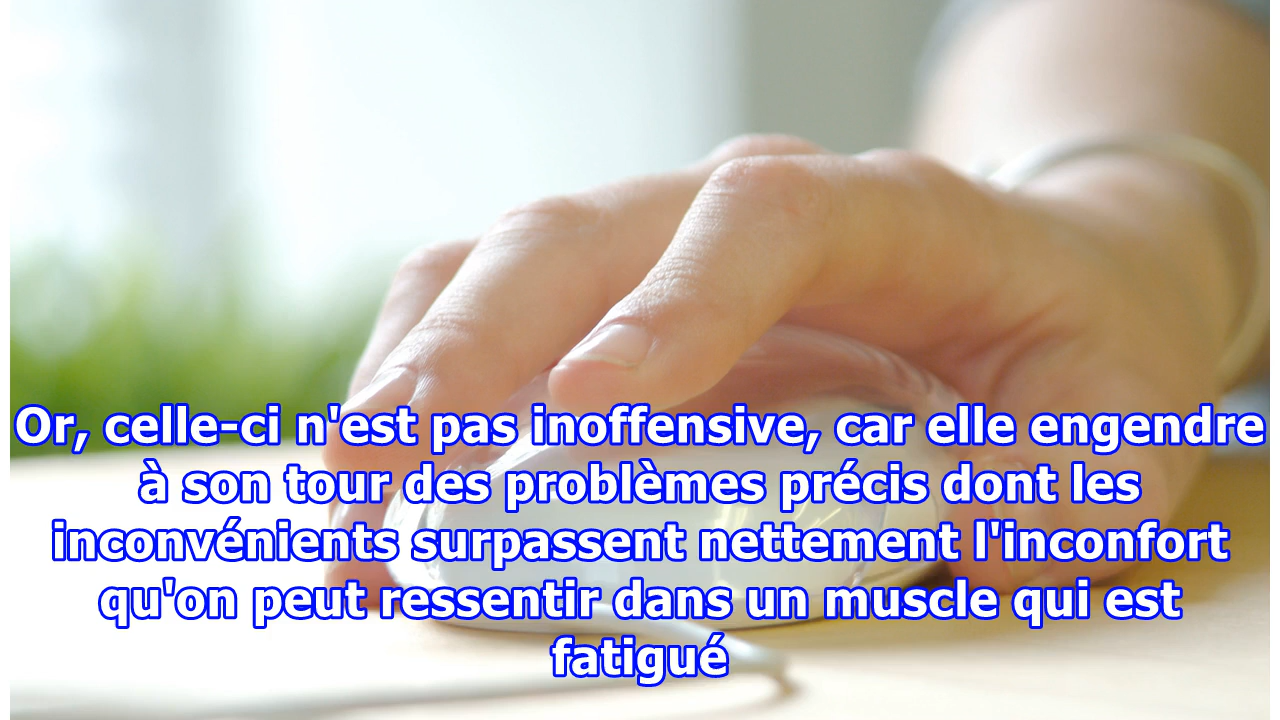 Or, celle-ci n'est pas inoffensive, car elle engendre
à son tour des problèmes précis dont les
inconvénients surpassent nettement l'inconfort
qu'on peut ressentir dans un muscle qui est
fatigué